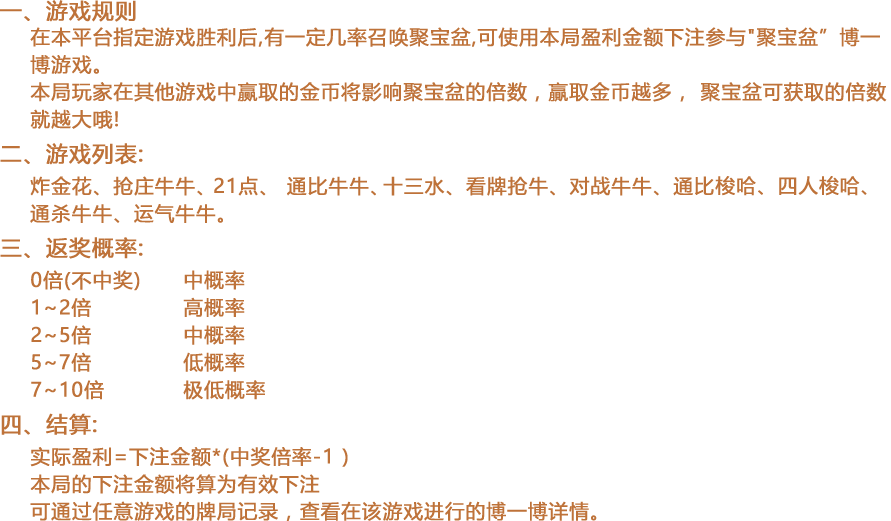 一、游戏规则
在本平台指定游戏胜利后,有一定几率召唤聚宝盆,可使用本局盈利金额下注参与"聚宝盆” 博一
博游戏。
本局玩家在其他游戏中赢取的金币将影响聚宝盆的倍数，赢取金币越多， 聚宝盆可获取的倍数
就越大哦!
二、游戏列表:
炸金花、抢庄牛牛、21点、 通比牛牛、十三水、看牌抢牛、对战牛牛、通比梭哈、四人梭哈、
通杀牛牛、运气牛牛。
三、返奖概率:
0倍(不中奖) 中概率
1~2倍 高概率
2~5倍 中概率
5~7倍 低概率
7~10倍 极低概率
四、结算:
实际盈利=下注金额*(中奖倍率-1 )
本局的下注金额将算为有效下注
可通过任意游戏的牌局记录，查看在该游戏进行的博一博详情。